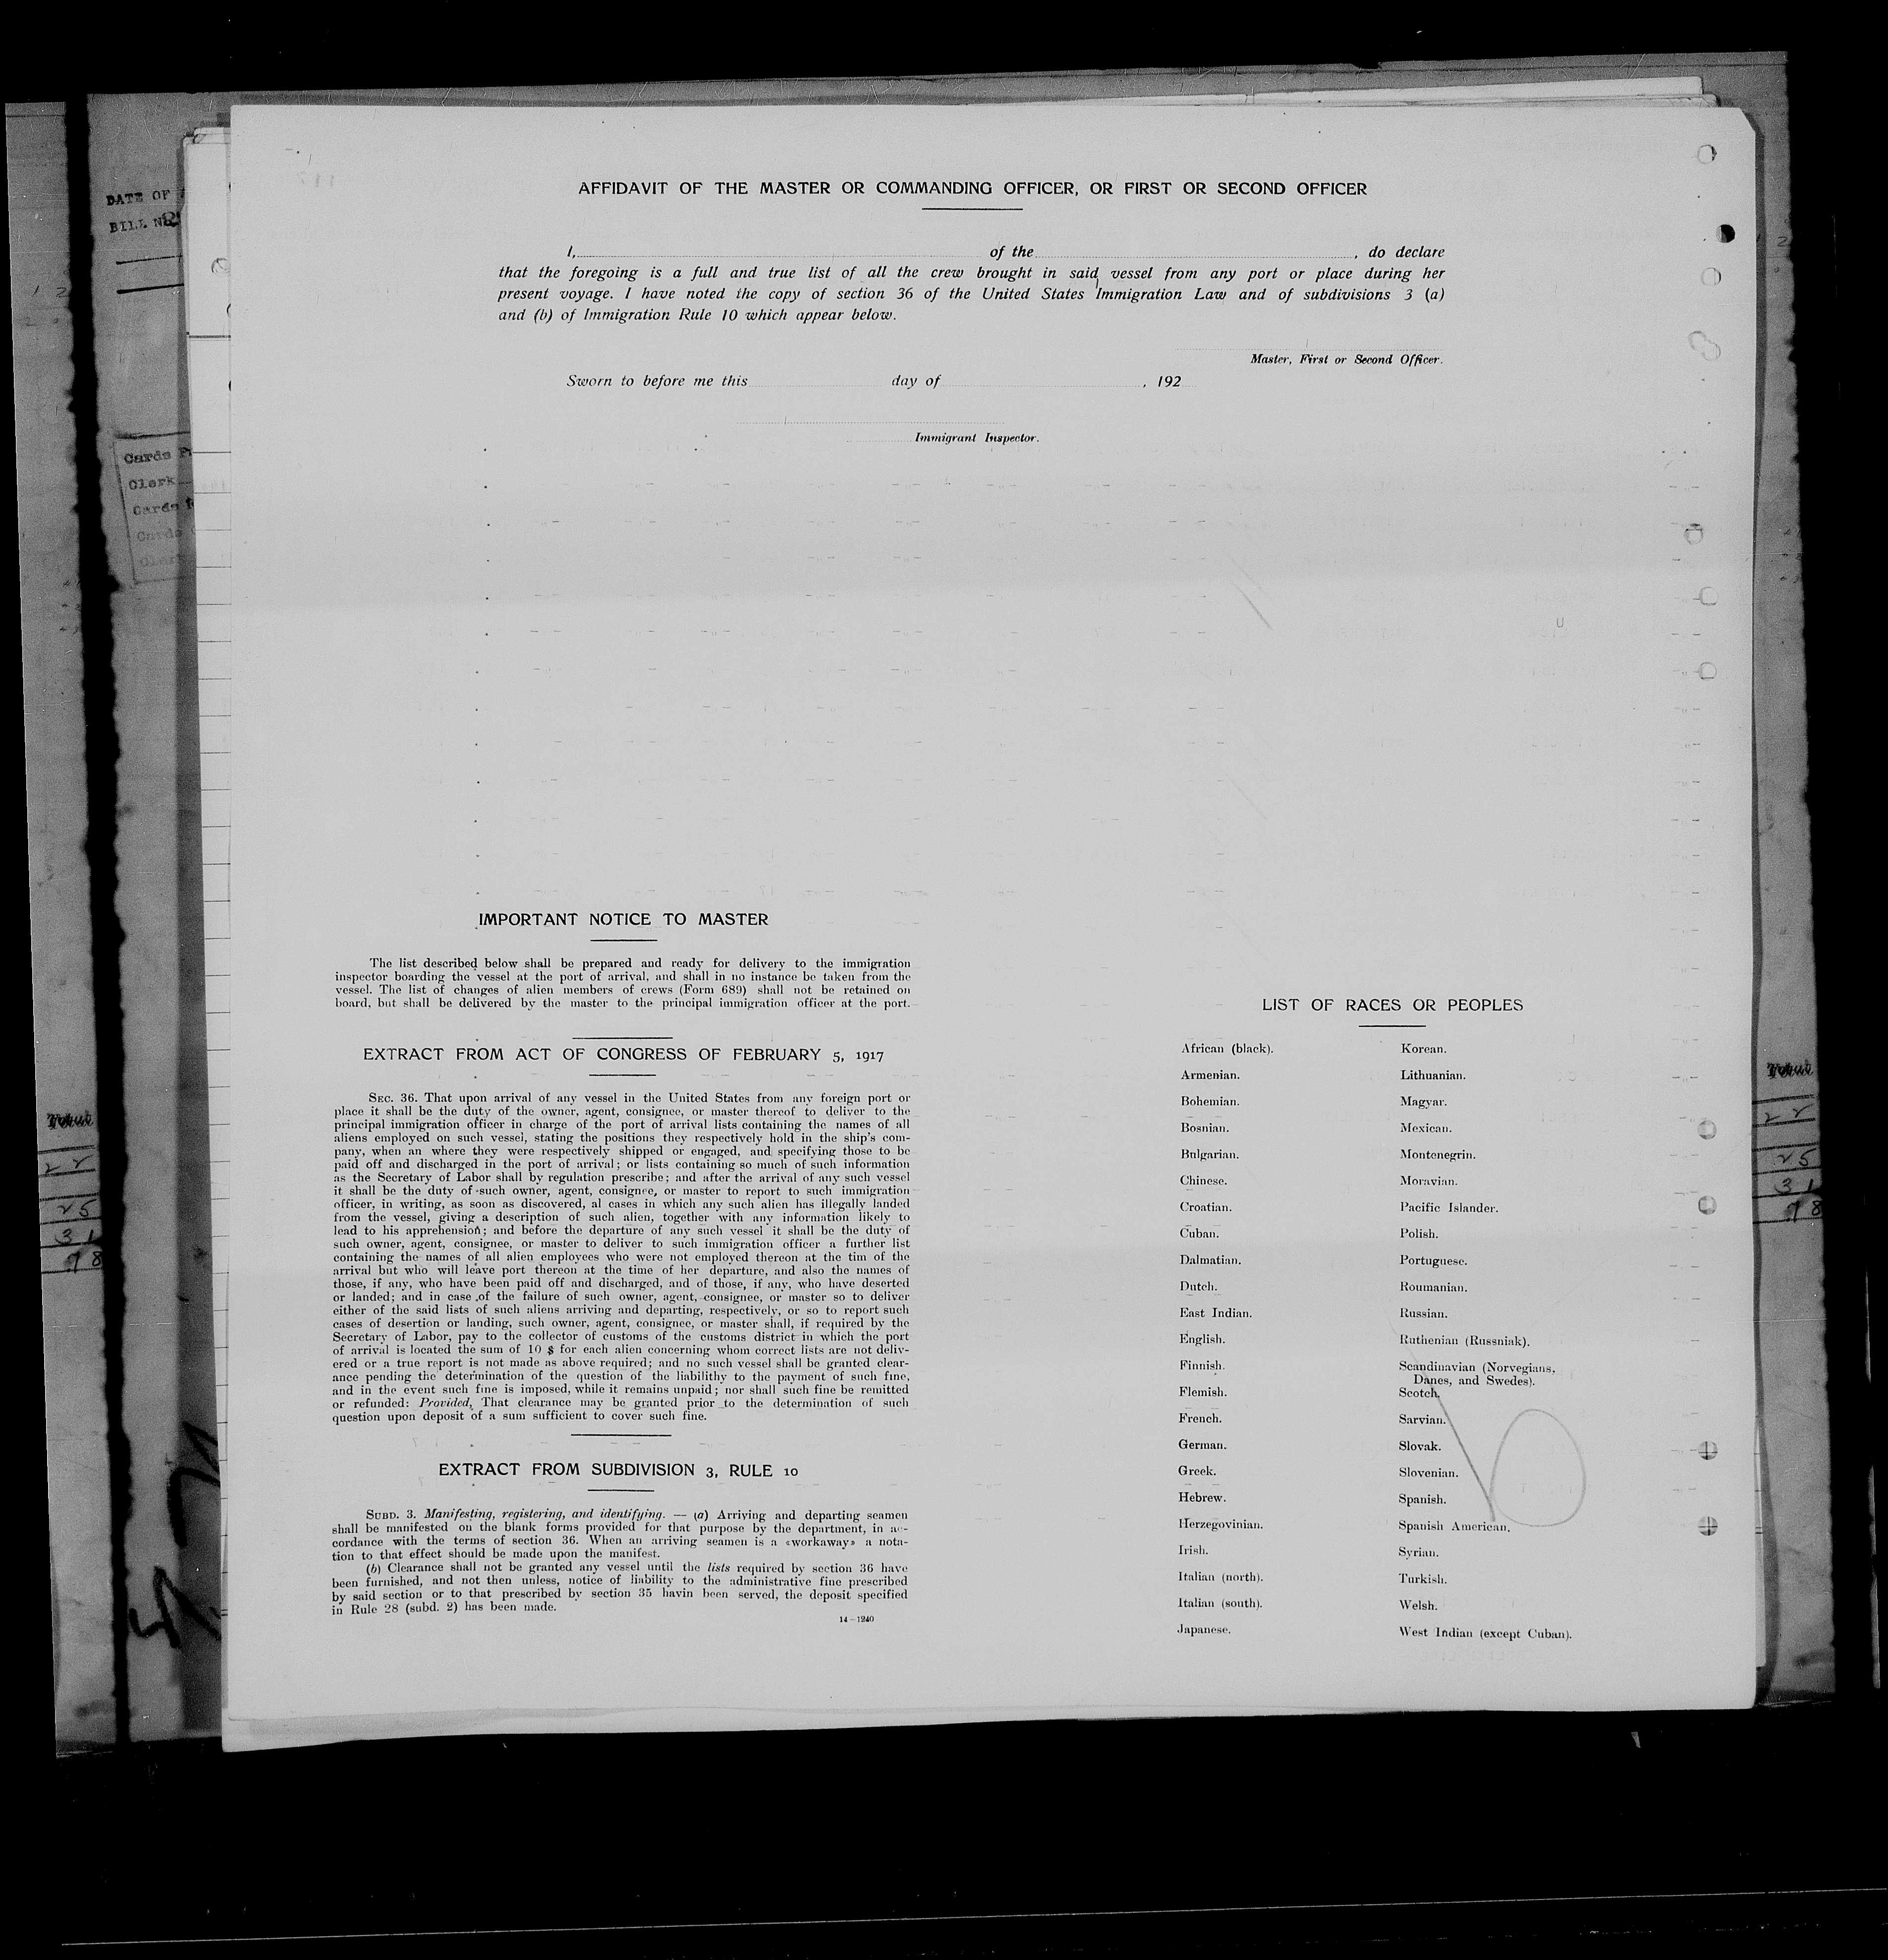 AFFIDAVIT OF THE MASTER OR COMMANDING OFFICER, OR FIRST OR SECOND OFFICER
I, of the , do declare
that the foregoing is a full and true list of all the crew brought in said vessel from any port or place during her
present voyage. I have noted the copy of section 36 of the United States Immigration Law and of subdivisions 3 (a)
and (b) of Immigration Rule 10 which appear below.
Master, First or Second Officer.
Sworn to before me this day of , 192
Immigrant Inspector.
DATE OF
BILL No
Cards
Clerk
Cards
Cards
Clerk
IMPORTANT NOTICE TO MASTER
The list described below shall be prepared and ready for delivery to the immigration
inspector boarding the vessel at the port of arrival, and shall in no instance be taken from the
vessel. The list of changes of alien members of crews (Form 689) shall not be retained on
board, but shall be delivered by the master to the principal immigration officer at the port.
EXTRACT FROM ACT OF CONGRESS OF FEBRUARY 5, 1917
SEC. 36. That upon arrival of any vessel in the United States from any foreign port or
place it shall be the duty of the owner, agent, consignee, or master thereof to deliver to the
principal immigration officer in charge of the port of arrival lists containing the names of all
aliens employed on such vessel, stating the positions they respectively hold in the ship's com-
pany, when an where they were respectively shipped or engaged, and specifying those to be
paid off and discharged in the port of arrival; or lists containing so much of such information
as the Secretary of Labor shall by regulation prescribe; and after the arrival of any such vessel
it shall be the duty of such owner, agent, consignee, or master to report to such immigration
officer, in writing, as soon as discovered, al cases in which any such alien has illegally landed
from the vessel, giving a description of such alien, together with any information likely to
lead to his apprehension; and before the departure of any such vessel it shall be the duty of
such owner, agent, consignee, or master to deliver to such immigration officer a further list
containing the names of all alien employees who were not employed thereon at the tim of the
arrival but who will leave port thereon at the time of her departure, and also the names of
those, if any, who have been paid off and discharged, and of those, if any, who have deserted
or landed; and in case of the failure of such owner, agent, consignee, or master so to deliver
either of the said lists of such aliens arriving and departing, respectively, or so to report such
cases of desertion or landing, such owner, agent, consignee, or master shall, if required by the
Secretary of Labor, pay to the collector of customs of the customs district in which the port
of arrival is located the sum of 10 $ for each alien concerning whom correct lists are not deliv-
ered or a true report is not made as above required; and no such vessel shall be granted clear-
ance pending the determination of the question of the liabilithy to the payment of such fine,
and in the event such fine is imposed, while it remains unpaid; nor shall such fine be remitted
or refunded: Provided, That clearance may be granted prior to the determination of such
question upon deposit of a sum sufficient to cover such fine.
EXTRACT FROM SUBDIVISION 3, RULE 10
SUBD. 3. Manifesting, registering, and identifying. — (a) Arriving and departing seamen
shall be manifested on the blank forms provided for that purpose by the department, in ac-
cordance with the terms of section 36. When an arriving seamen is a «workaway» a nota-
tion to that effect should be made upon the manifest.
(b) Clearance shall not be granted any vessel until the lists required by section 36 have
been furnished, and not then unless, notice of liability to the administrative fine prescribed
by said section or to that prescribed by section 35 havin been served, the deposit specified
in Rule 28 (subd. 2) has been made.
14—1240
LIST OF RACES OR PEOPLES
African (black).
Armenian.
Bohemian.
Bosnian.
Bulgarian.
Chinese.
Croatian.
Cuban.
Dalmatian.
Dutch.
East Indian.
English.
Finnish.
Flemish.
French.
German.
Greek.
Hebrew.
Herzegovinian.
Irish.
Italian (north).
Italian (south).
Japanese.
Korean.
Lithuanian.
Magyar.
Mexican.
Montenegrin.
Moravian.
Pacific Islander.
Polish.
Portuguese.
Roumanian.
Russian.
Ruthenian (Russniak).
Scandinavian (Norvegians,
Danes, and Swedes).
Scotch.
Sarvian.
Slovak.
Slovenian.
Spanish.
Spanish American.
Syrian.
Turkish.
Welsh.
West Indian (except Cuban).
25
31
78
25
31
78